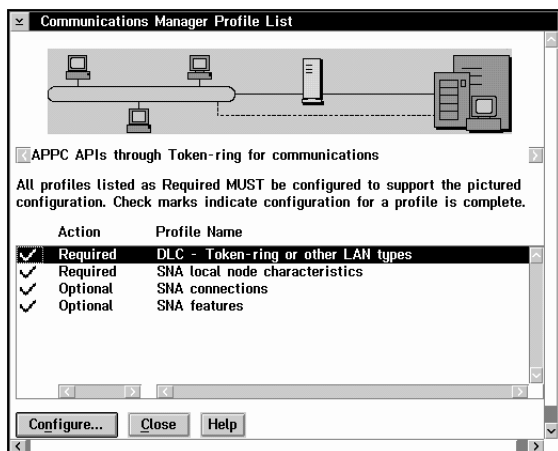 Communications Manager Profile List
APPC APIs through Token-ring for communications
All profiles listed as Required MUST be configured to support the pictured
configuration. Check marks indicate configuration for a profile is complete.
Action Profile Name
Required DLC - Token-ring or other LAN types
Required SNA local node characteristics
Optional SNA connections
Optional SNA features
Configure... Close Help